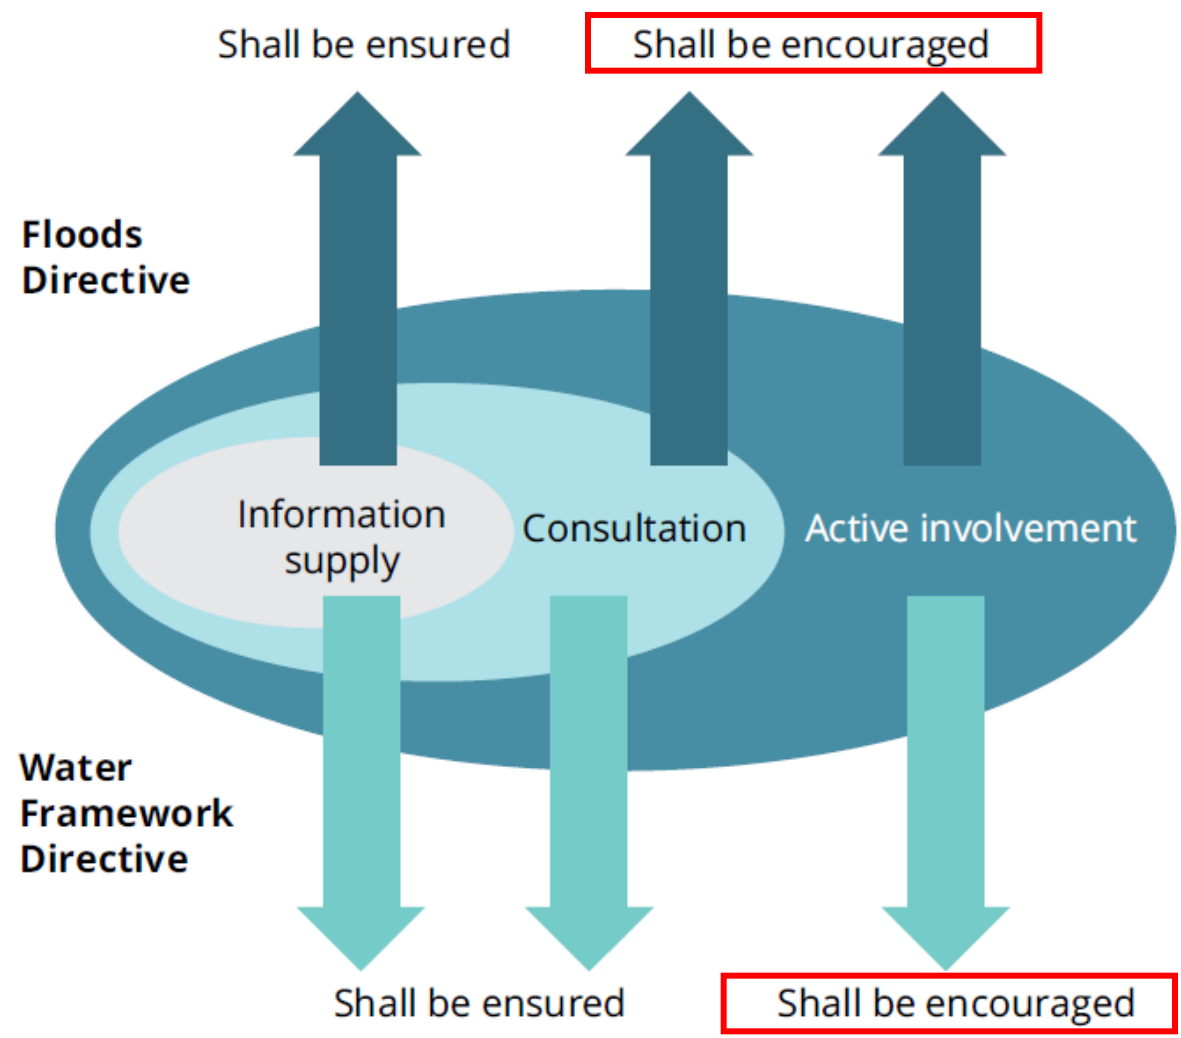 Shall be ensured
Shall be encouraged
Floods
Directive
Information
supply
Consultation
Active involvement
Water
Framework
Directive
Shall be ensured
Shall be encouraged